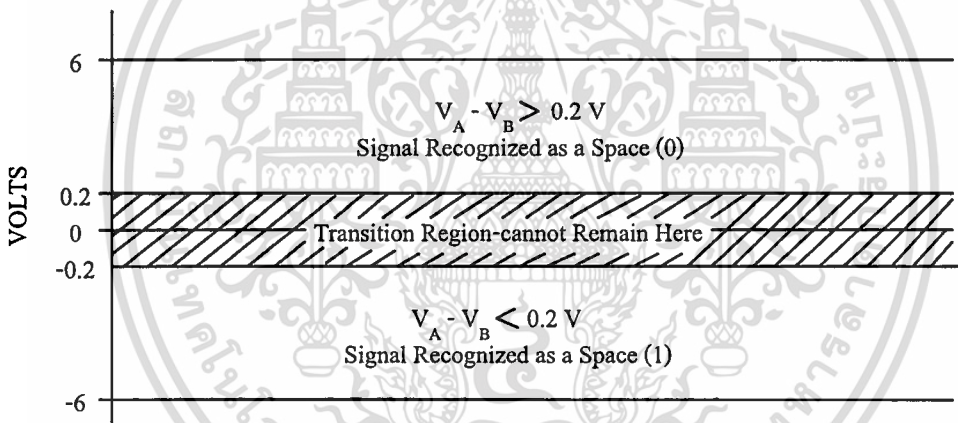 6
V_A - V_B > 0.2 V
Signal Recognized as a Space (0)
VOLTS
0.2
0
Transition Region-cannot Remain Here
-0.2
V_A - V_B < 0.2 V
Signal Recognized as a Space (1)
-6